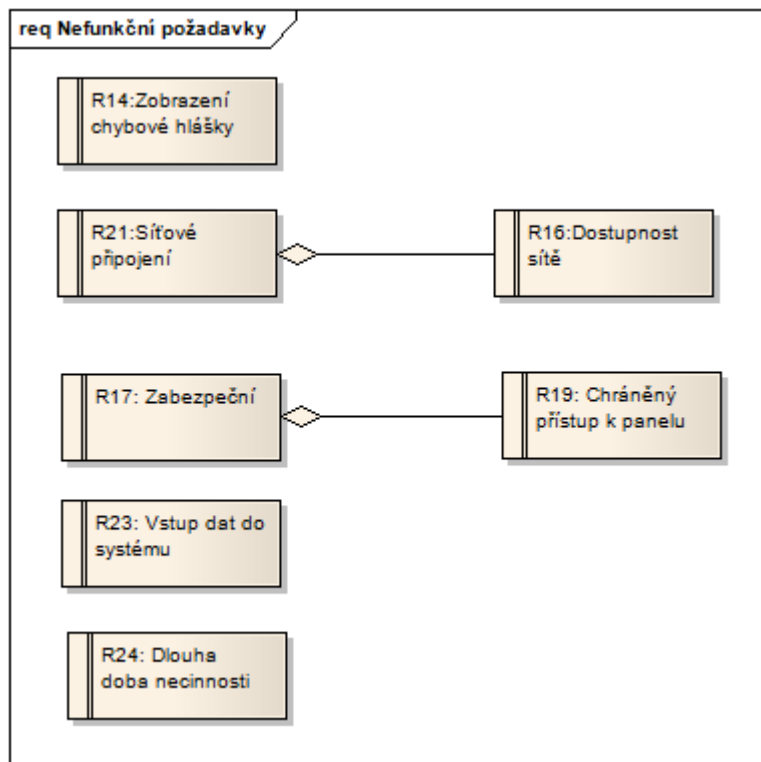 req Nefunkční požadavky
R14:Zobrazení
chybové hlášky
R21:Síťové
připojení
R16:Dostupnost
sítě
R17: Zabezpeční
R19: Chráněný
přístup k panelu
R23: Vstup dat do
systému
R24: Dlouha
doba necinnosti